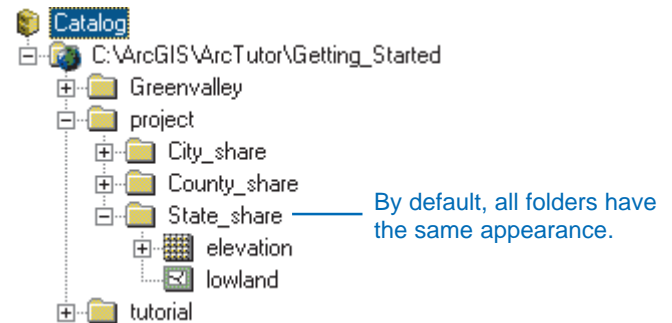 Catalog
C:\ArcGIS\ArcTutor\Getting_Started
Greenvalley
project
City_share
County_share
State_share
By default, all folders have
the same appearance.
elevation
lowland
tutorial